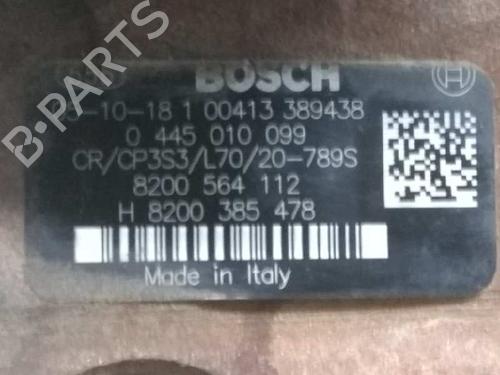 BOSCH
5-10-18 1 00413 389438
0 445 010 099
CR/CP3S3/L70/20-789S
8200 564 112
H 8200 385 478
Made in Italy
B-PARTS